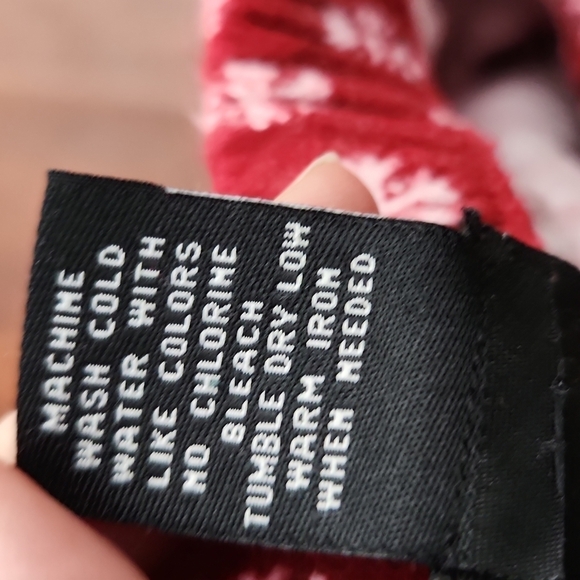 MACHINE
WASH COLD
WATER WITH
LIKE COLORS
NO CHLORINE
BLEACH
TUMBLE DRY LOW
WARM IRON
WHEN NEEDED